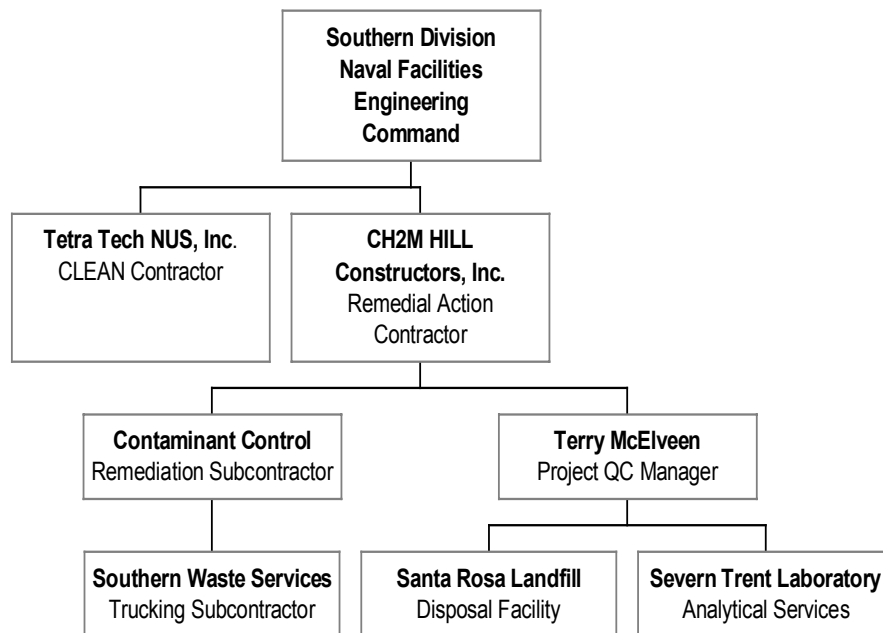 Southern Division
Naval Facilities
Engineering
Command
Tetra Tech NUS, Inc.
CLEAN Contractor
CH2M HILL
Constructors, Inc.
Remedial Action
Contractor
Contaminant Control
Remediation Subcontractor
Terry McElveen
Project QC Manager
Southern Waste Services
Trucking Subcontractor
Santa Rosa Landfill
Disposal Facility
Severn Trent Laboratory
Analytical Services